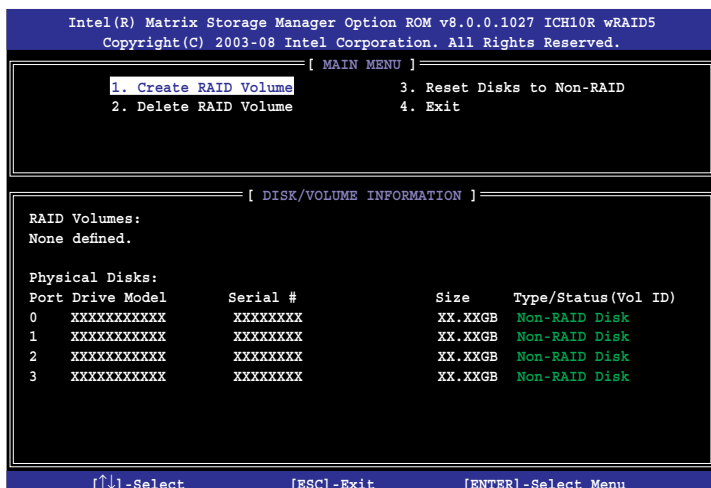 Intel(R) Matrix Storage Manager Option ROM v8.0.0.1027 ICH10R wRAID5
Copyright(C) 2003-08 Intel Corporation. All Rights Reserved.
[ MAIN MENU ]
1. Create RAID Volume 3. Reset Disks to Non-RAID
2. Delete RAID Volume 4. Exit
[ DISK/VOLUME INFORMATION ]
RAID Volumes:
None defined.
Physical Disks:
Port Drive Model Serial # Size Type/Status(Vol ID)
0 XXXXXXXXXXX XXXXXXXX XX.XXGB Non-RAID Disk
1 XXXXXXXXXXX XXXXXXXX XX.XXGB Non-RAID Disk
2 XXXXXXXXXXX XXXXXXXX XX.XXGB Non-RAID Disk
3 XXXXXXXXXXX XXXXXXXX XX.XXGB Non-RAID Disk
[↑↓]-Select [ESC]-Exit [ENTER]-Select Menu